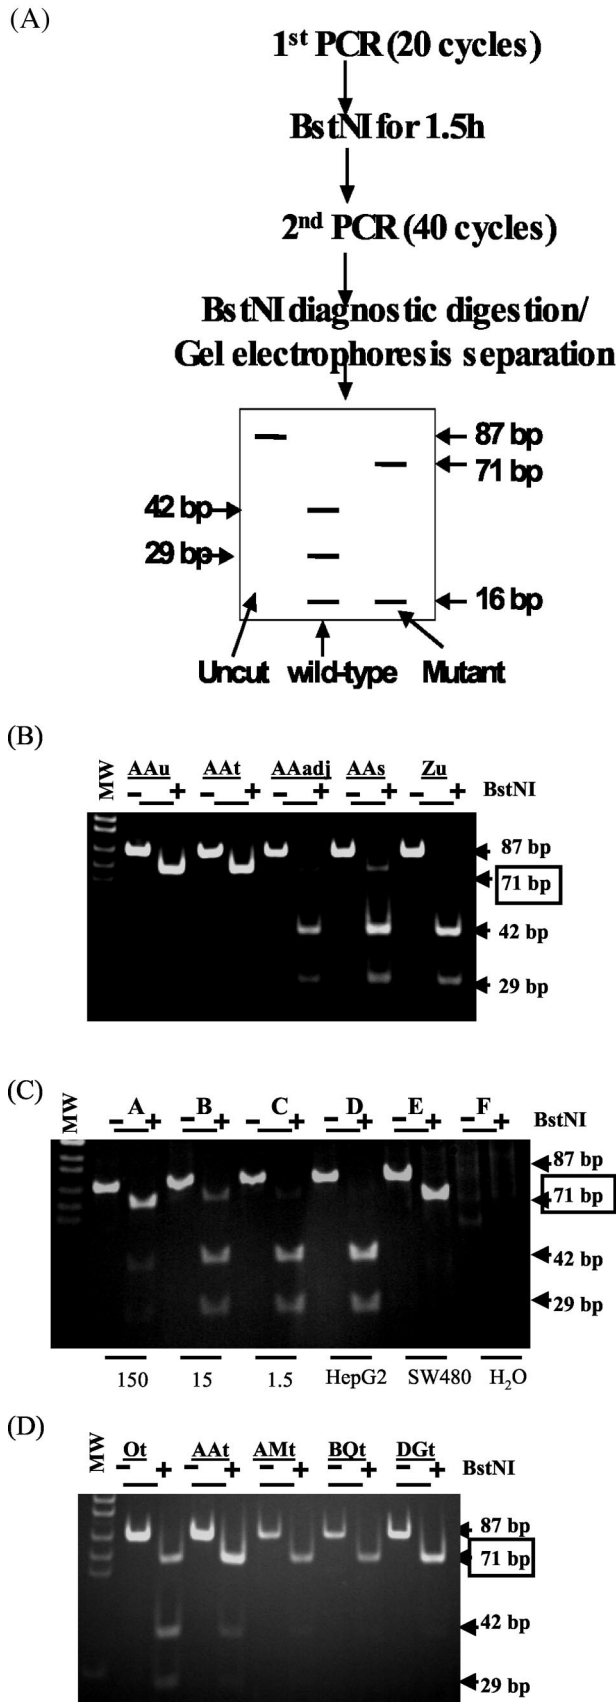 (A)
1st PCR (20 cycles)
BstNI for 1.5h
2nd PCR (40 cycles)
BstNI diagnostic digestion/
Gel electrophoresis separation
87 bp
71 bp
42 bp
29 bp
16 bp
Uncut wild-type Mutant
(B)
MW AAu AAt AAadj AAs Zu
− + − + − + − + − + BstNI
87 bp
71 bp
42 bp
29 bp
(C)
MW A B C D E F
− + − + − + − + − + − + BstNI
87 bp
71 bp
42 bp
29 bp
150 15 1.5 HepG2 SW480 H2O
(D)
MW Ot AAt AMt BQt DGt
− + − + − + − + − + BstNI
87 bp
71 bp
42 bp
29 bp